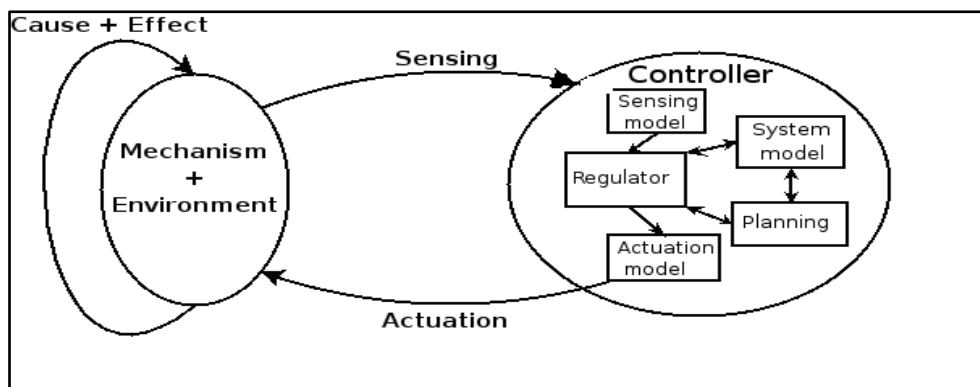 Cause + Effect
Sensing
Controller
Sensing
model
System
model
Mechanism
+
Environment
Regulator
Planning
Actuation
model
Actuation